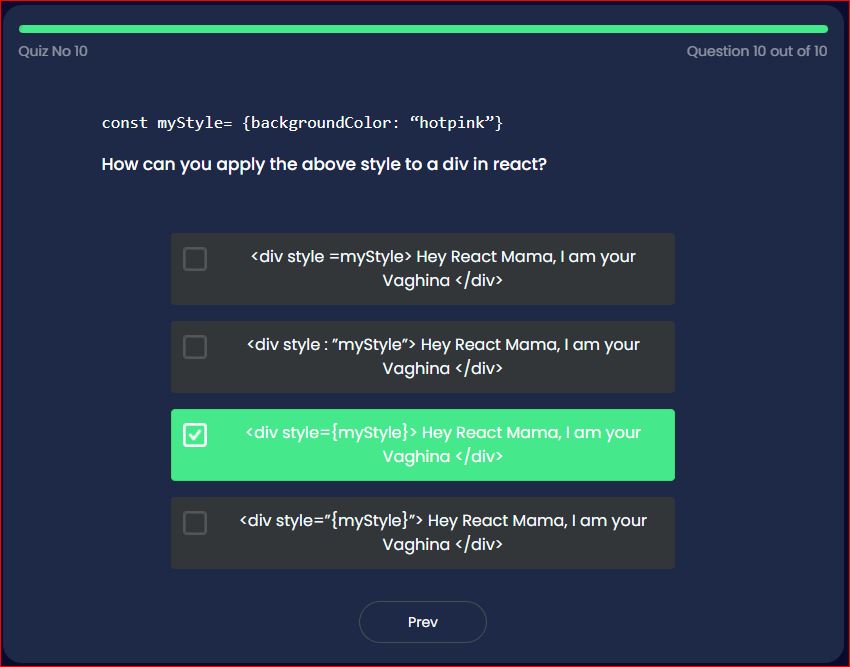 Quiz No 10
Question 10 out of 10
const myStyle= {backgroundColor: “hotpink”}
How can you apply the above style to a div in react?
<div style =myStyle> Hey React Mama, I am your
Vaghina </div>
<div style : ”myStyle”> Hey React Mama, I am your
Vaghina </div>
<div style={myStyle}> Hey React Mama, I am your
Vaghina </div>
<div style=”{myStyle}”> Hey React Mama, I am your
Vaghina </div>
Prev